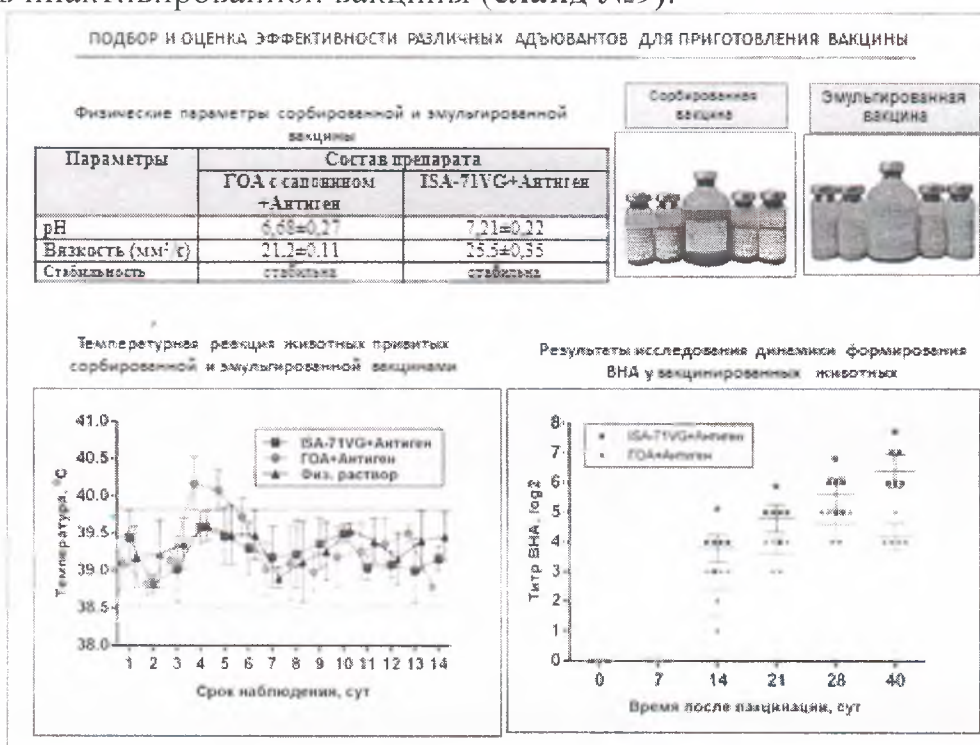 инактивированной вакцины (слайд №9).
ПОДБОР И ОЦЕНКА ЭФФЕКТИВНОСТИ РАЗЛИЧНЫХ АДЪЮВАНТОВ ДЛЯ ПРИГОТОВЛЕНИЯ ВАКЦИНЫ
Физические параметры сорбированной и эмульгированной
вакцины
Параметры
Состав препарата
ГОА с сапонином
+Антиген
ISA-71VG+Антиген
pH 6,68±0,27 7,21±0,22
Вязкость (мм²/с) 21.2±0.11 25.5±0,35
Стабильность стабильна стабильна
Сорбированная
вакцина
Эмульгированная
вакцина
Температурная реакция животных привитых
сорбированной и эмульгированной вакцинами
Температура, °C
41.0
40.5
40.0
39.5
39.0
38.5
38.0
ISA-71VG+Антиген
ГОА+Антиген
Физ. раствор
1 2 3 4 5 6 7 8 9 10 11 12 13 14
Срок наблюдения, сут
Результаты исследования динамики формирования
ВНА у вакцинированных животных
Титр ВНА, log2
8
7
6
5
4
3
2
1
0
ISA-71VG+Антиген
ГОА+Антиген
0 7 14 21 28 40
Время после вакцинации, сут